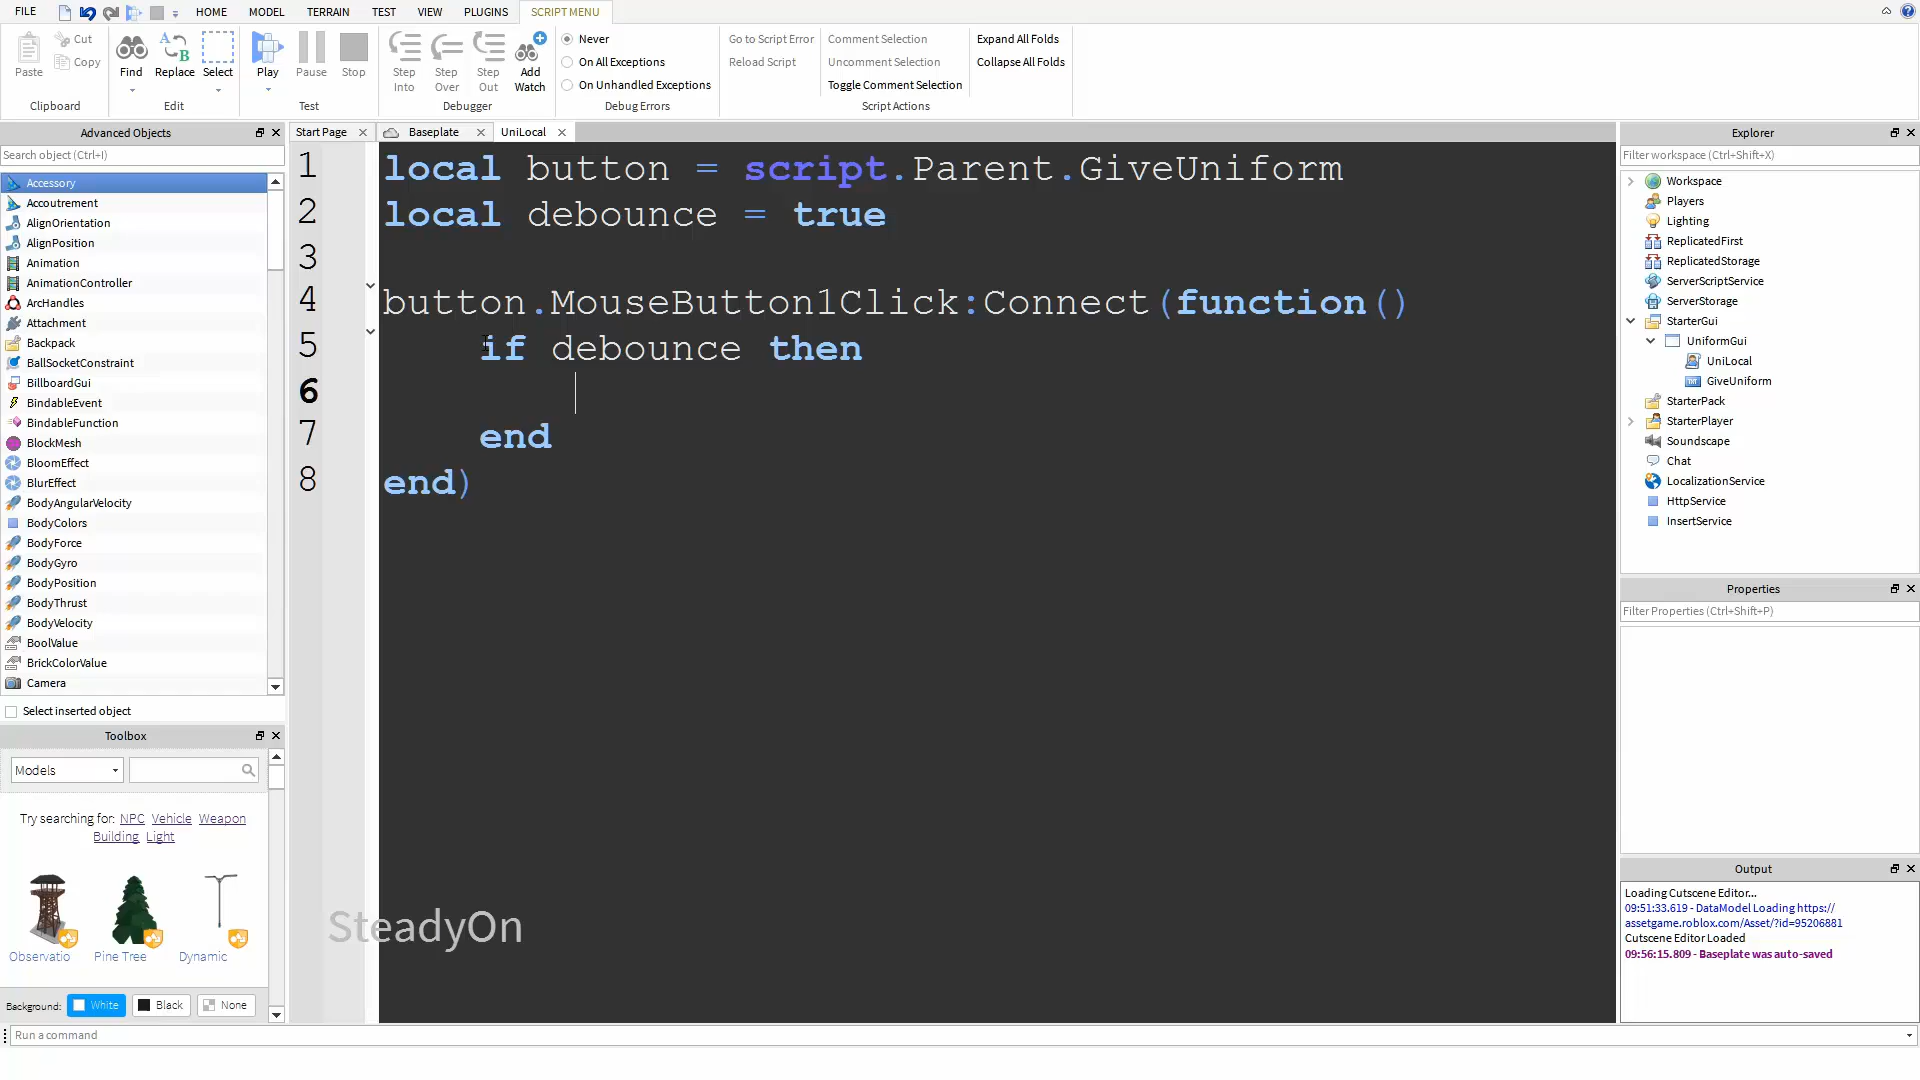 FILE HOME MODEL TERRAIN TEST VIEW PLUGINS SCRIPT MENU
Paste
Cut
Copy
Clipboard
Find Replace Select
Edit
Play Pause Stop
Test
Step Into
Step Over
Step Out
Add Watch
Debugger
Never
On All Exceptions
On Unhandled Exceptions
Debug Errors
Go to Script Error
Reload Script
Comment Selection
Uncomment Selection
Toggle Comment Selection
Script Actions
Expand All Folds
Collapse All Folds
Advanced Objects
Search object (Ctrl+I)
Accessory
Accoutrement
AlignOrientation
AlignPosition
Animation
AnimationController
ArcHandles
Attachment
Backpack
BallSocketConstraint
BillboardGui
BindableEvent
BindableFunction
BlockMesh
BloomEffect
BlurEffect
BodyAngularVelocity
BodyColors
BodyForce
BodyGyro
BodyPosition
BodyThrust
BodyVelocity
BoolValue
BrickColorValue
Camera
Select inserted object
Toolbox
Models
Try searching for: NPC Vehicle Weapon
Building Light
Observatio Pine Tree Dynamic
Background: White Black None
Start Page Baseplate UniLocal
1 local button = script.Parent.GiveUniform
2 local debounce = true
3
4 button.MouseButton1Click:Connect(function()
5 if debounce then
6
7 end
8 end)
SteadyOn
Explorer
Filter workspace (Ctrl+Shift+X)
Workspace
Players
Lighting
ReplicatedFirst
ReplicatedStorage
ServerScriptService
ServerStorage
StarterGui
UniformGui
UniLocal
TXT GiveUniform
StarterPack
StarterPlayer
Soundscape
Chat
LocalizationService
HttpService
InsertService
Properties
Filter Properties (Ctrl+Shift+P)
Output
Loading Cutscene Editor...
09:51:33.619 - DataModel Loading https://
assetgame.roblox.com/Asset/?id=95206881
Cutscene Editor Loaded
09:56:15.809 - Baseplate was auto-saved
Run a command